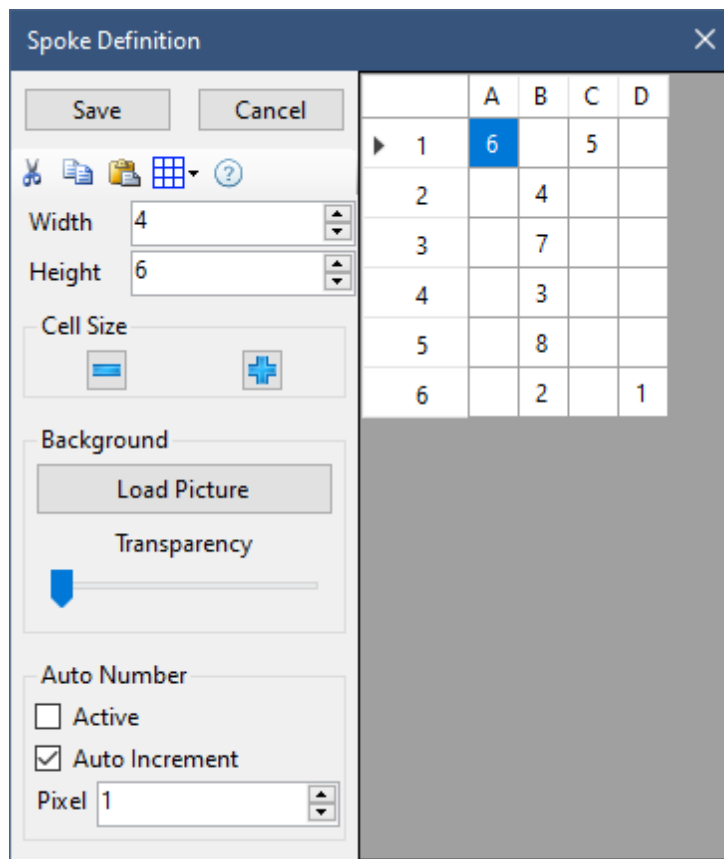 Spoke Definition
Save Cancel
Width 4
Height 6
Cell Size
Background
Load Picture
Transparency
Auto Number
Active
Auto Increment
Pixel 1
A B C D
1 6 5
2 4
3 7
4 3
5 8
6 2 1